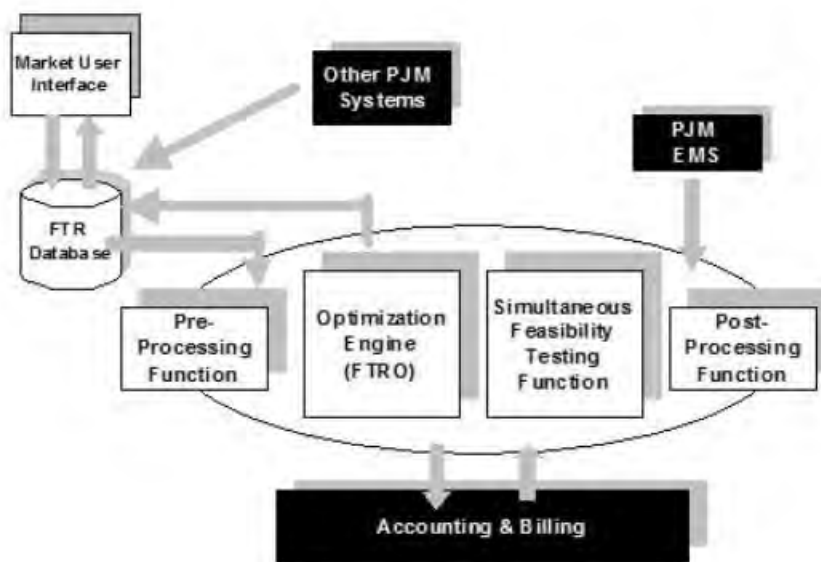 Market User
Interface
Other PJM
Systems
PJM
EMS
FTR
Database
Pre-
Processing
Function
Optimization
Engine
(FTRO)
Simultaneous
Feasibility
Testing
Function
Post-
Processing
Function
Accounting & Billing